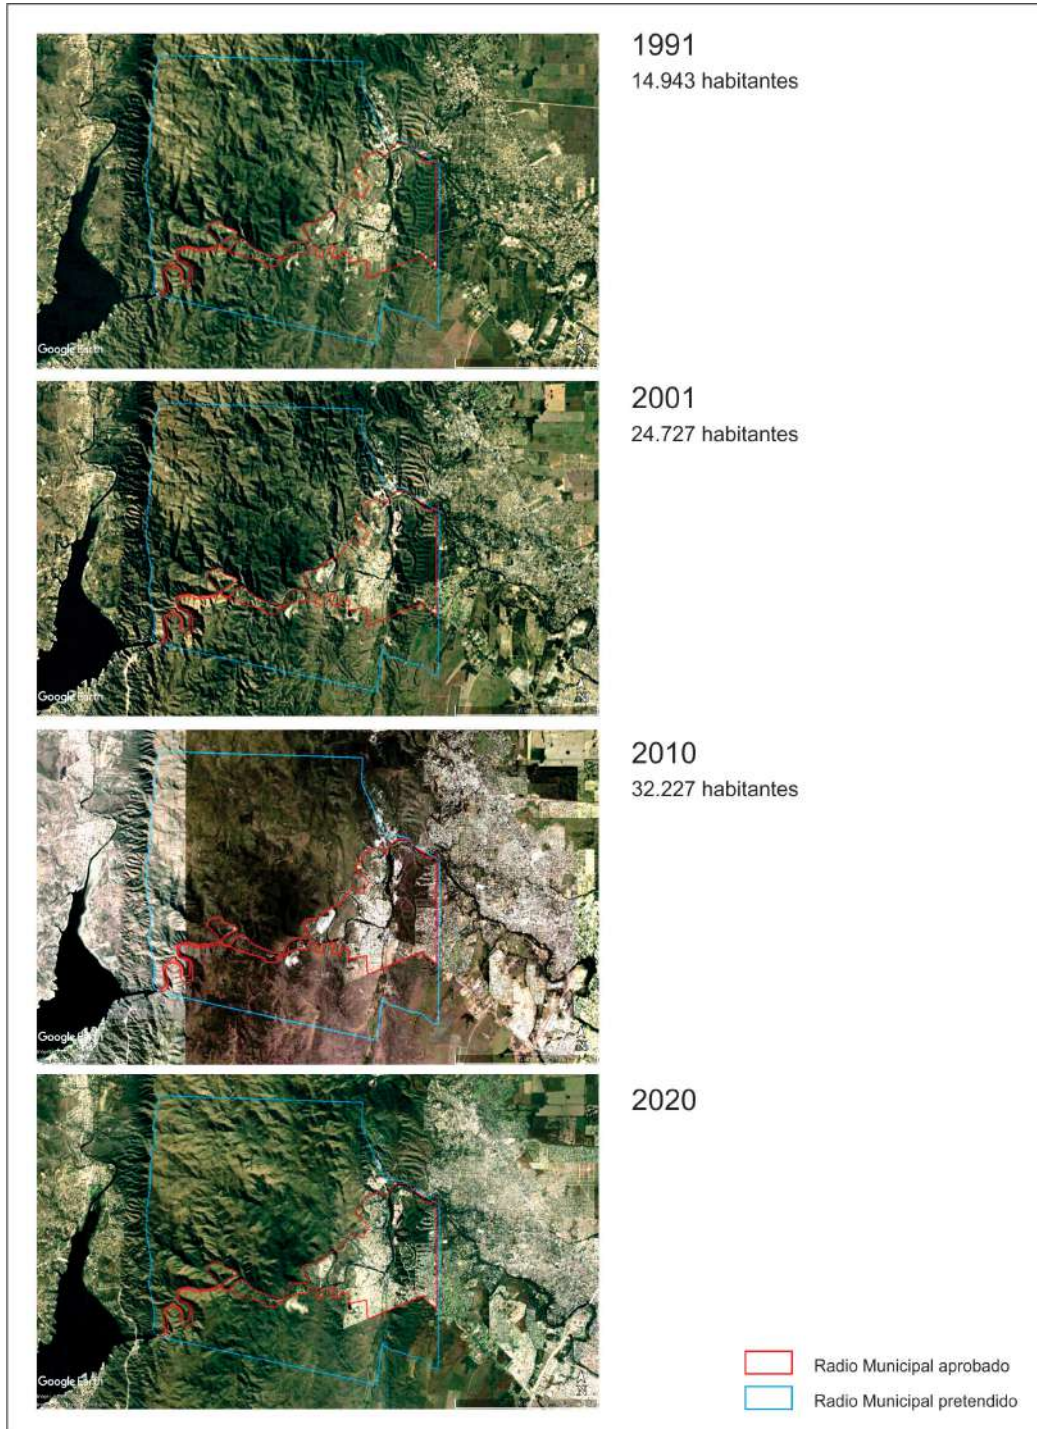 1991
14.943 habitantes
Google Earth
2001
24.727 habitantes
Google Earth
2010
32.227 habitantes
Google Earth
2020
Google Earth
Radio Municipal aprobado
Radio Municipal pretendido